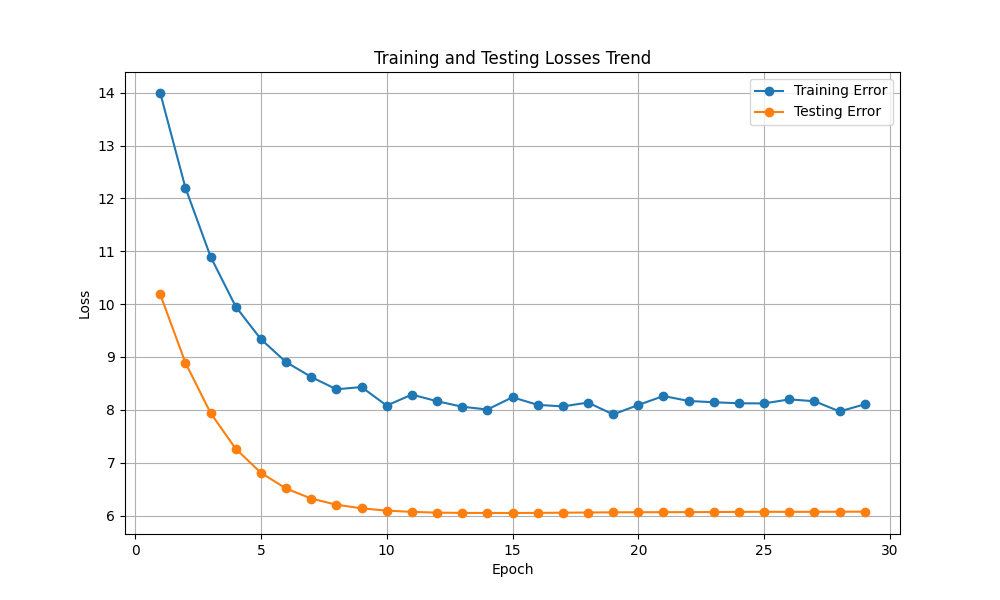 Training and Testing Losses Trend
Training Error
Testing Error
14
13
12
11
10
9
8
7
6
Loss
0 5 10 15 20 25 30
Epoch